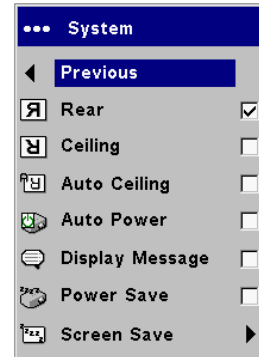 ••• System
Previous
Rear
Ceiling
Auto Ceiling
Auto Power
Display Message
Power Save
Screen Save